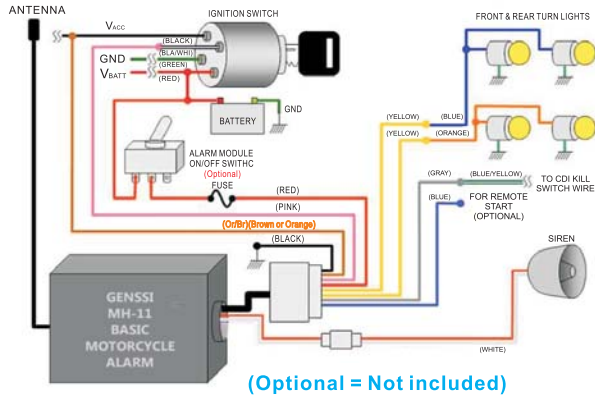 ANTENNA
IGNITION SWITCH
FRONT & REAR TURN LIGHTS
VACC
(BLACK)
GND
(BLA/WHI)
(GREEN)
VBATT
(RED)
BATTERY
GND
ALARM MODULE
ON/OFF SWITHC
(Optional)
FUSE
(RED)
(PINK)
(Or/Br)(Brown or Orange)
(BLACK)
(YELLOW)
(BLUE)
(YELLOW)
(ORANGE)
(GRAY)
(BLUE/YELLOW)
TO CDI KILL
SWITCH WIRE
(BLUE)
FOR REMOTE
START
(OPTIONAL)
SIREN
GENSSI
MH-11
BASIC
MOTORCYCLE
ALARM
(WHITE)
(Optional = Not included)